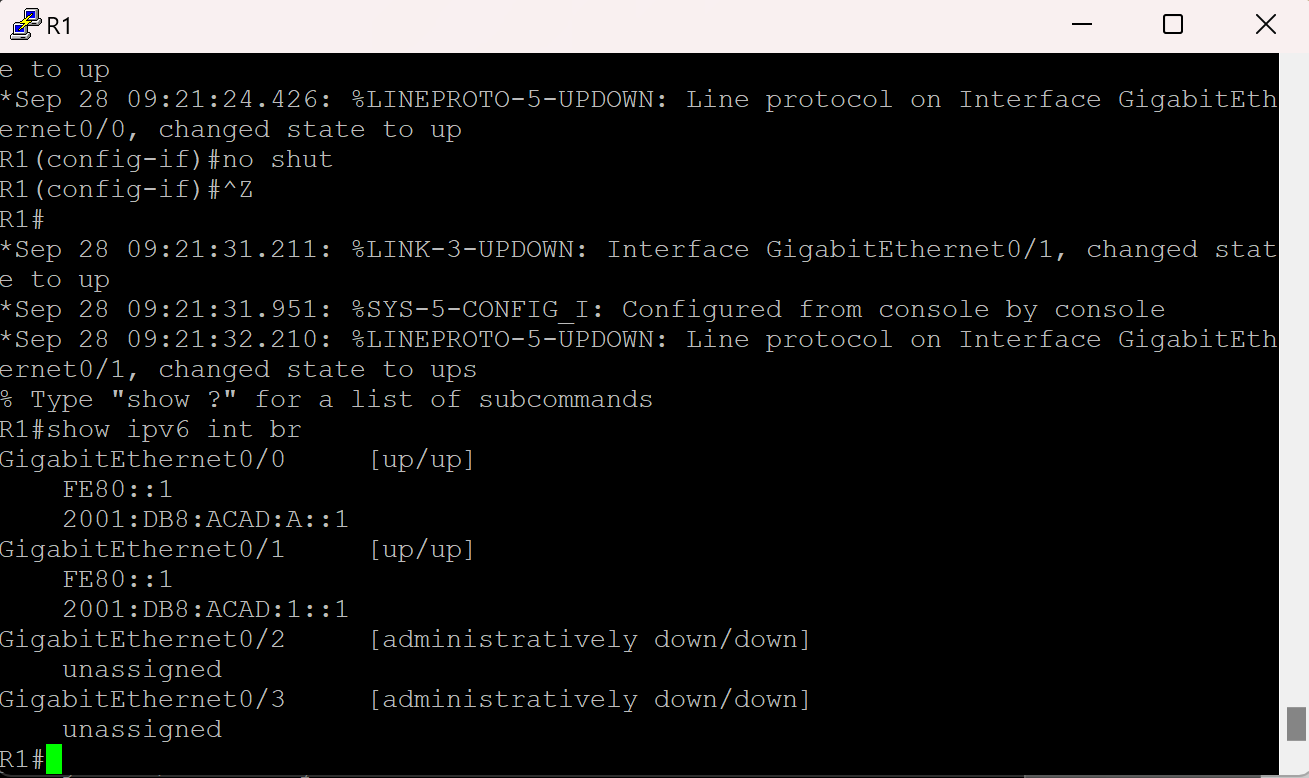 R1
e to up
*Sep 28 09:21:24.426: %LINEPROTO-5-UPDOWN: Line protocol on Interface GigabitEth
ernet0/0, changed state to up
R1(config-if)#no shut
R1(config-if)#^Z
R1#
*Sep 28 09:21:31.211: %LINK-3-UPDOWN: Interface GigabitEthernet0/1, changed stat
e to up
*Sep 28 09:21:31.951: %SYS-5-CONFIG_I: Configured from console by console
*Sep 28 09:21:32.210: %LINEPROTO-5-UPDOWN: Line protocol on Interface GigabitEth
ernet0/1, changed state to ups
% Type "show ?" for a list of subcommands
R1#show ipv6 int br
GigabitEthernet0/0     [up/up]
    FE80::1
    2001:DB8:ACAD:A::1
GigabitEthernet0/1     [up/up]
    FE80::1
    2001:DB8:ACAD:1::1
GigabitEthernet0/2     [administratively down/down]
    unassigned
GigabitEthernet0/3     [administratively down/down]
    unassigned
R1#